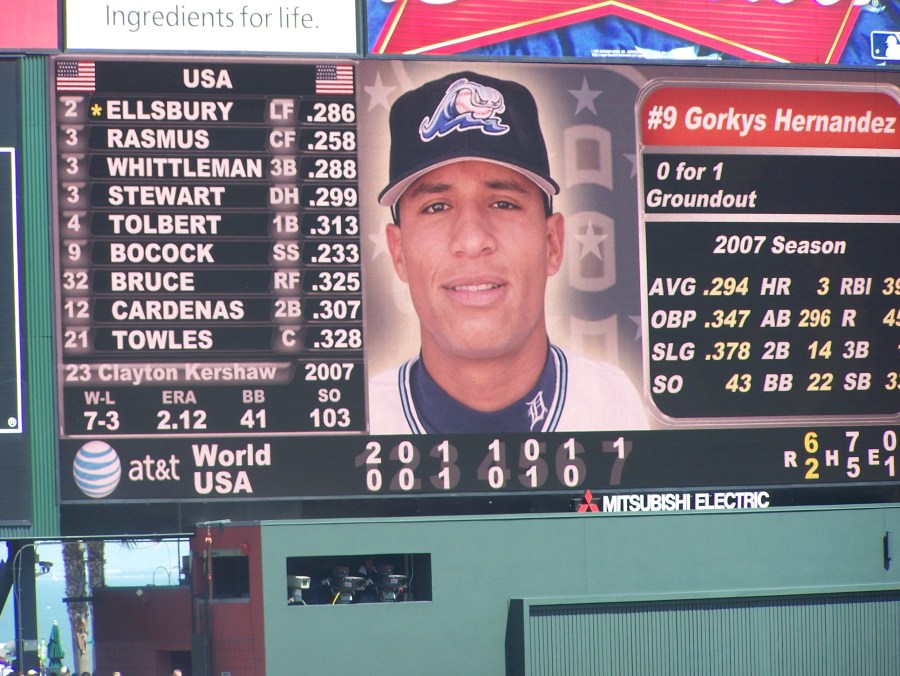 Ingredients for life.
USA
2 * ELLSBURY LF .286
3 RASMUS CF .258
3 WHITTLEMAN 3B .288
3 STEWART DH .299
4 TOLBERT 1B .313
9 BOCOCK SS .233
32 BRUCE RF .325
12 CARDENAS 2B .307
21 TOWLES C .328
23 Clayton Kershaw 2007
W-L ERA BB SO
7-3 2.12 41 103
#9 Gorkys Hernandez
0 for 1
Groundout
2007 Season
AVG .294 HR 3 RBI 39
OBP .347 AB 296 R 45
SLG .378 2B 14 3B
SO 43 BB 22 SB 33
D
at&t World 2 0 1 1 0 1 1 R 6 H 7 E 0
USA 0 0 1 0 1 0 2 5 1
MITSUBISHI ELECTRIC